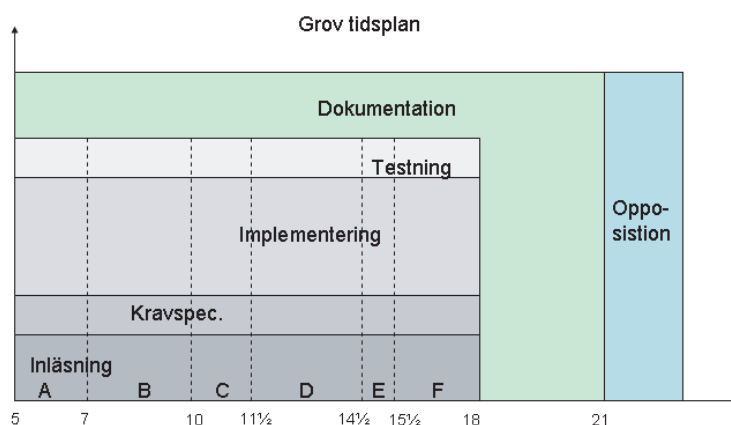 Grov tidsplan
Dokumentation
Testning
Implementering
Oppo-
sistion
Kravspec.
Inläsning
A B C D E F
5 7 10 11½ 14½ 15½ 18 21